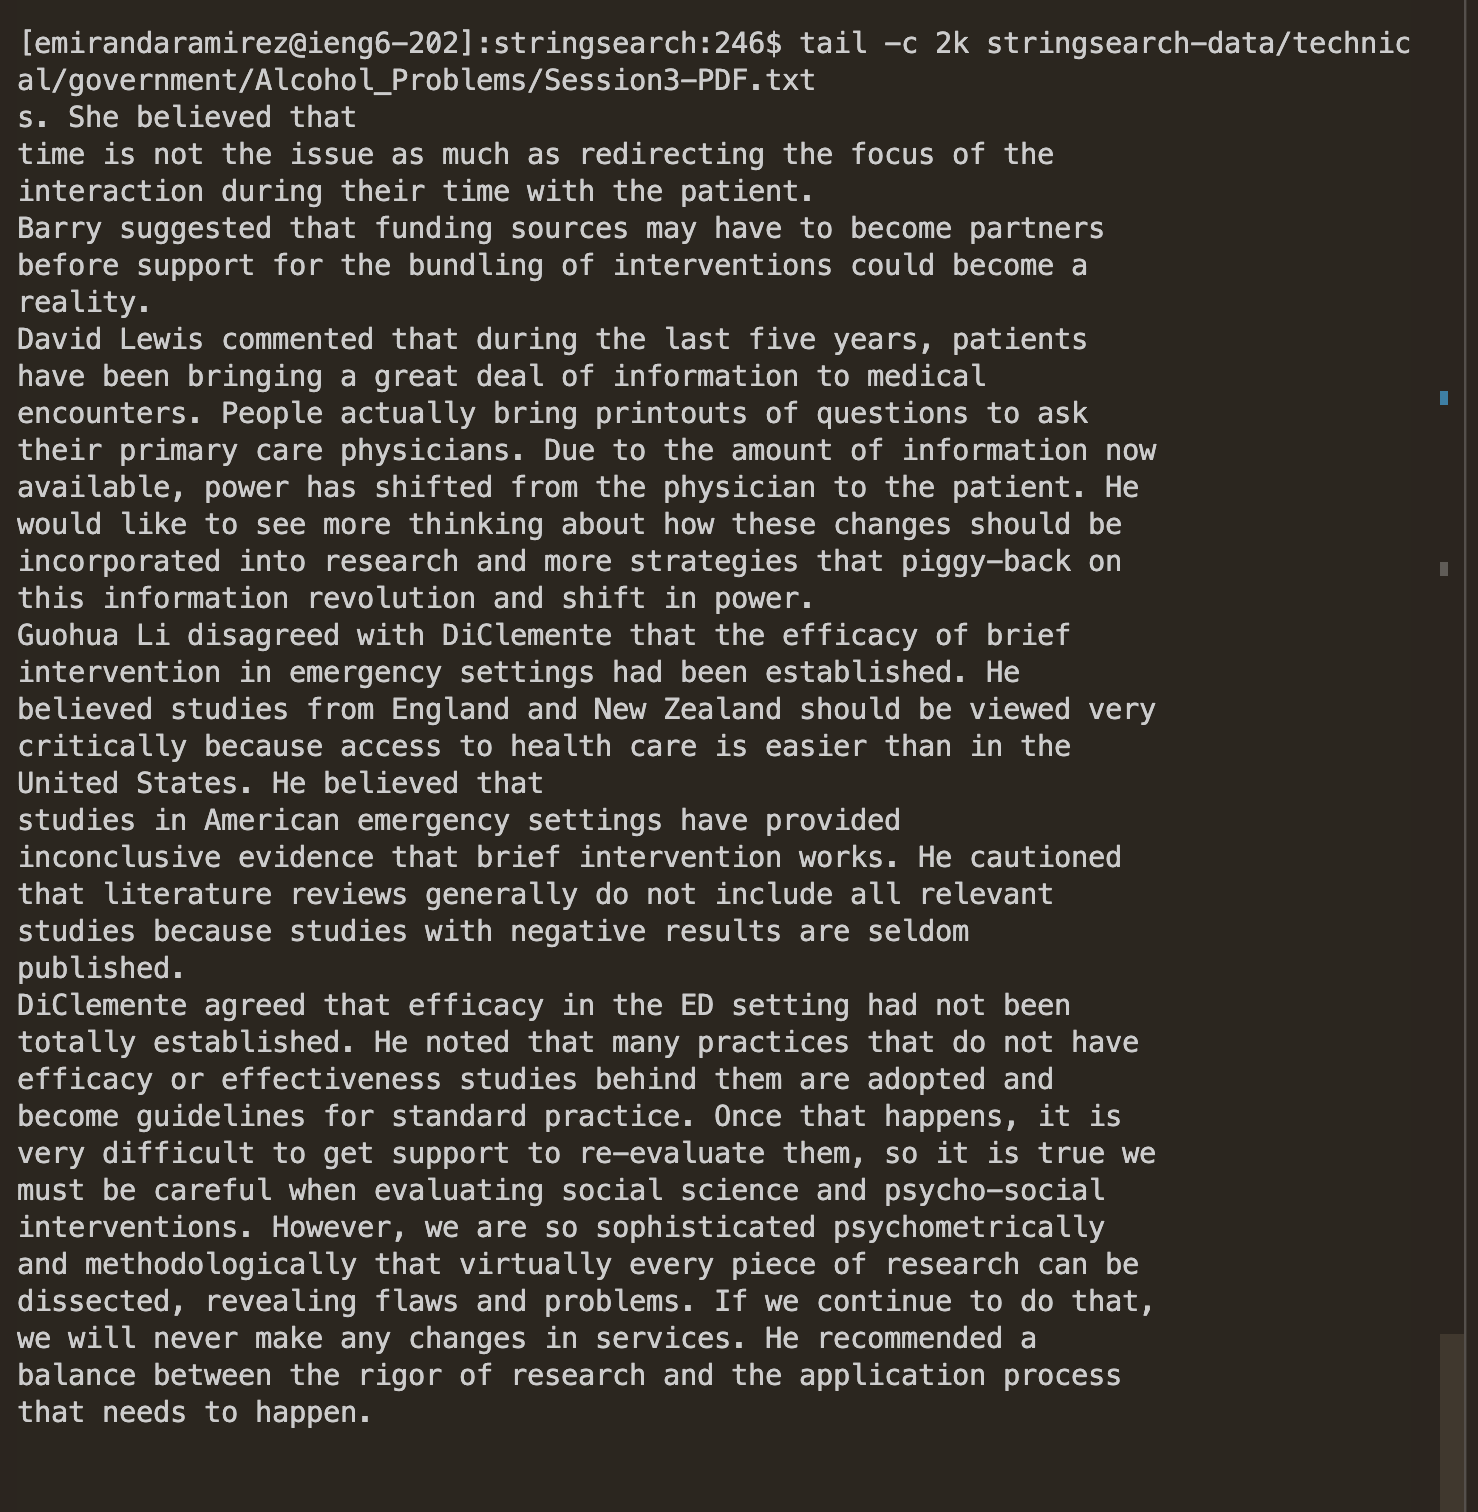 [emirandaramirez@ieng6-202]:stringsearch:246$ tail -c 2k stringsearch-data/technic
al/government/Alcohol_Problems/Session3-PDF.txt
s. She believed that
time is not the issue as much as redirecting the focus of the
interaction during their time with the patient.
Barry suggested that funding sources may have to become partners
before support for the bundling of interventions could become a
reality.
David Lewis commented that during the last five years, patients
have been bringing a great deal of information to medical
encounters. People actually bring printouts of questions to ask
their primary care physicians. Due to the amount of information now
available, power has shifted from the physician to the patient. He
would like to see more thinking about how these changes should be
incorporated into research and more strategies that piggy-back on
this information revolution and shift in power.
Guohua Li disagreed with DiClemente that the efficacy of brief
intervention in emergency settings had been established. He
believed studies from England and New Zealand should be viewed very
critically because access to health care is easier than in the
United States. He believed that
studies in American emergency settings have provided
inconclusive evidence that brief intervention works. He cautioned
that literature reviews generally do not include all relevant
studies because studies with negative results are seldom
published.
DiClemente agreed that efficacy in the ED setting had not been
totally established. He noted that many practices that do not have
efficacy or effectiveness studies behind them are adopted and
become guidelines for standard practice. Once that happens, it is
very difficult to get support to re-evaluate them, so it is true we
must be careful when evaluating social science and psycho-social
interventions. However, we are so sophisticated psychometrically
and methodologically that virtually every piece of research can be
dissected, revealing flaws and problems. If we continue to do that,
we will never make any changes in services. He recommended a
balance between the rigor of research and the application process
that needs to happen.